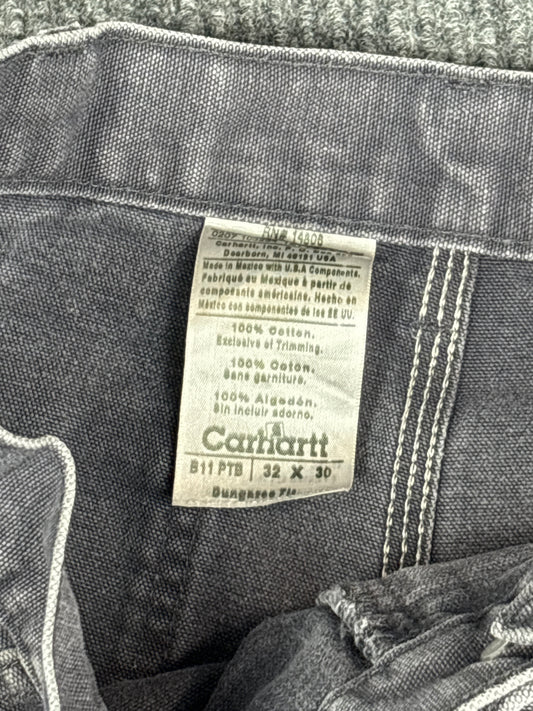 RN# 14806
0207
Carhartt, Inc. P. O.
Dearborn, MI 48121 USA
Made in Mexico with U.S.A Components.
Fabriqué au Mexique à partir de
composants américains. Hecho en
México con componentes de los EE UU.
100% Cotton.
Exclusive of Trimming.
100% Coton.
Sans garniture.
100% Algodón.
Sin incluir adorno.
Carhartt
B11 PTB 32 X 30
Dungaree